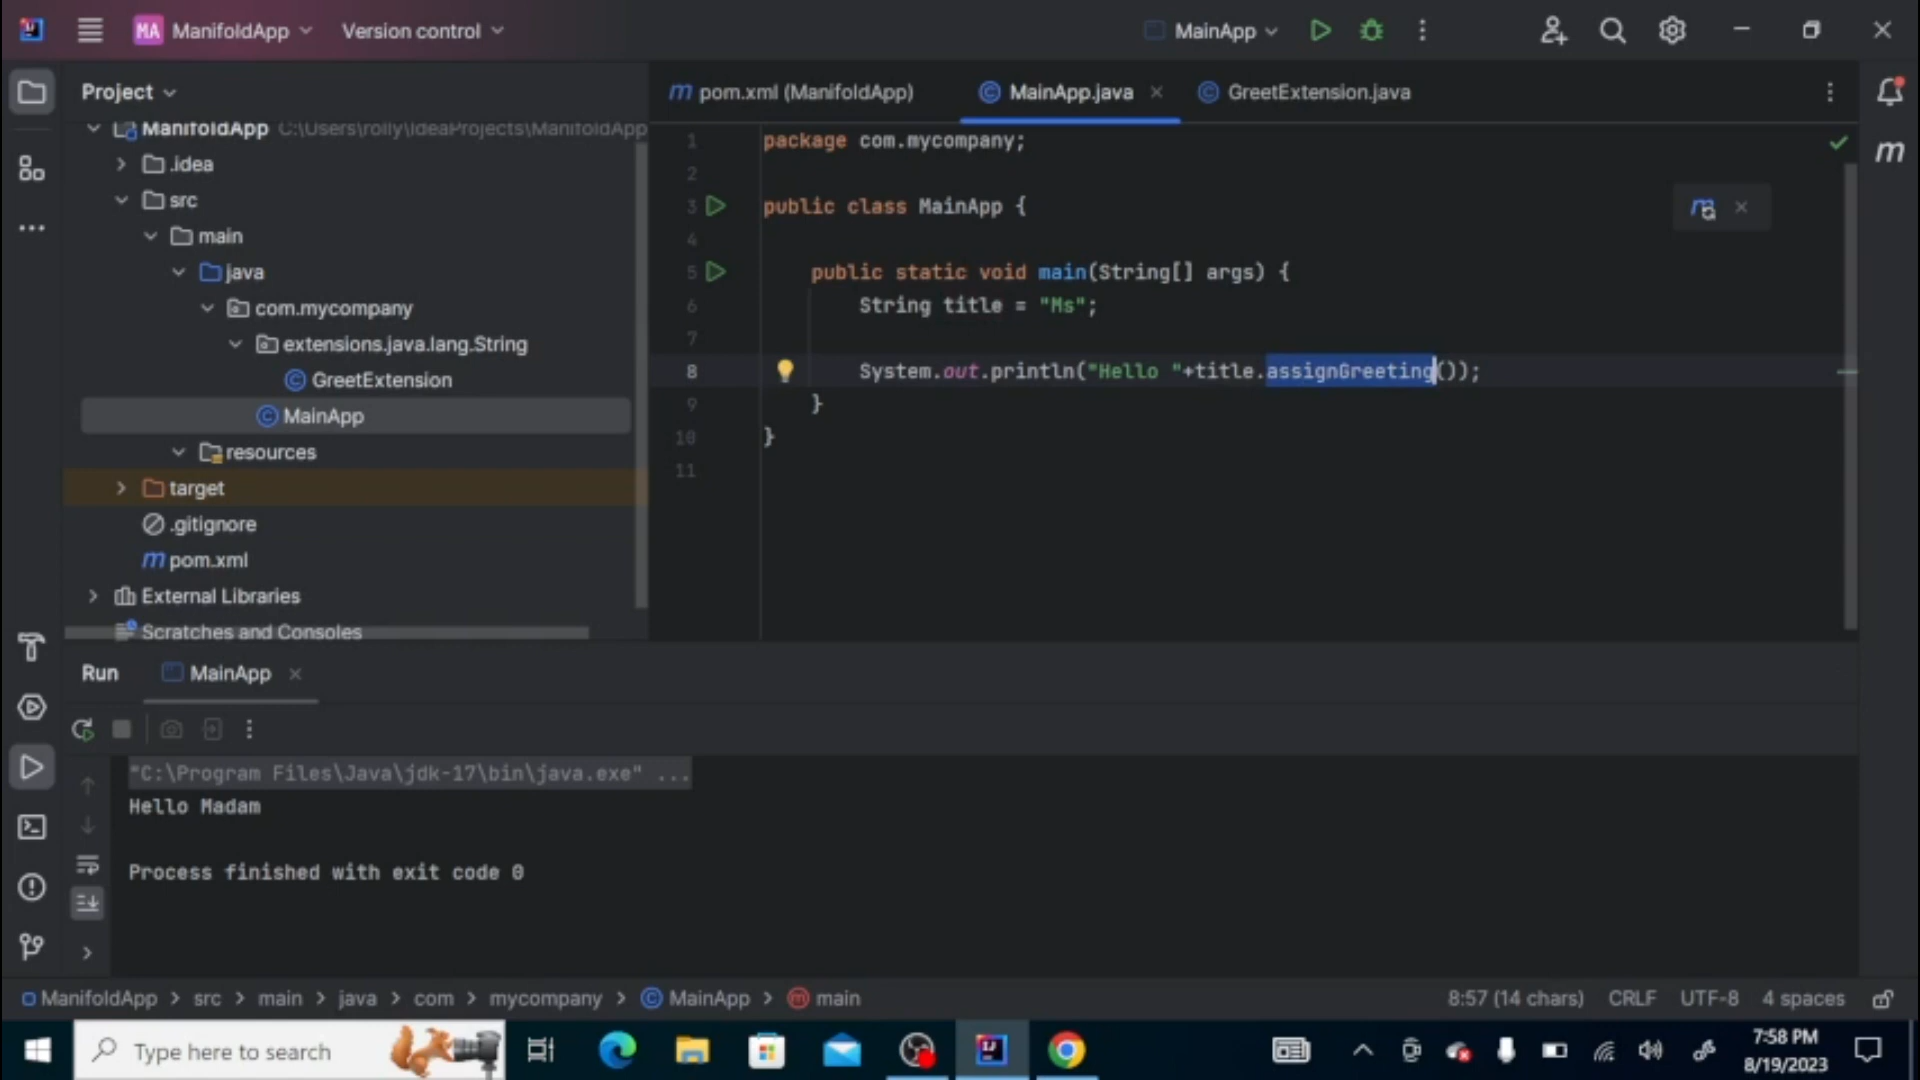 MA ManifoldApp Version control MainApp
Project
ManifoldApp C:\Users\rolly\IdeaProjects\ManifoldApp
.idea
src
main
java
com.mycompany
extensions.java.lang.String
GreetExtension
MainApp
resources
target
.gitignore
pom.xml
External Libraries
Scratches and Consoles
pom.xml (ManifoldApp) MainApp.java GreetExtension.java
1 package com.mycompany;
2
3 public class MainApp {
4
5 public static void main(String[] args) {
6 String title = "Ms";
7
8 System.out.println("Hello "+title.assignGreeting());
9 }
10 }
11
Run MainApp
"C:\Program Files\Java\jdk-17\bin\java.exe" ...
Hello Madam
Process finished with exit code 0
ManifoldApp > src > main > java > com > mycompany > MainApp > main 8:57 (14 chars) CRLF UTF-8 4 spaces
Type here to search
7:58 PM
8/19/2023